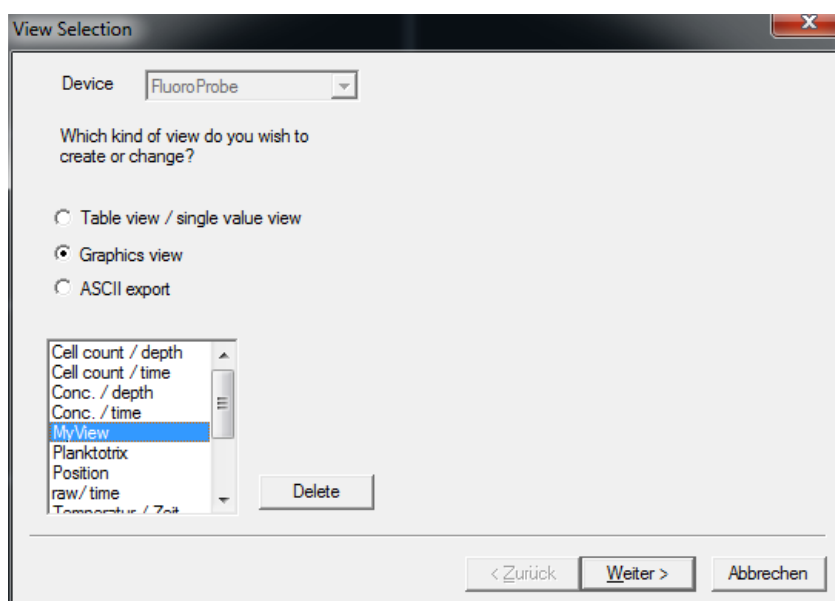 View Selection
Device
FluoroProbe
Which kind of view do you wish to
create or change?
Table view / single value view
Graphics view
ASCII export
Cell count / depth
Cell count / time
Conc. / depth
Conc. / time
MyView
Planktotrix
Position
raw/ time
Temperatur / Zeit
Delete
< Zurück
Weiter >
Abbrechen